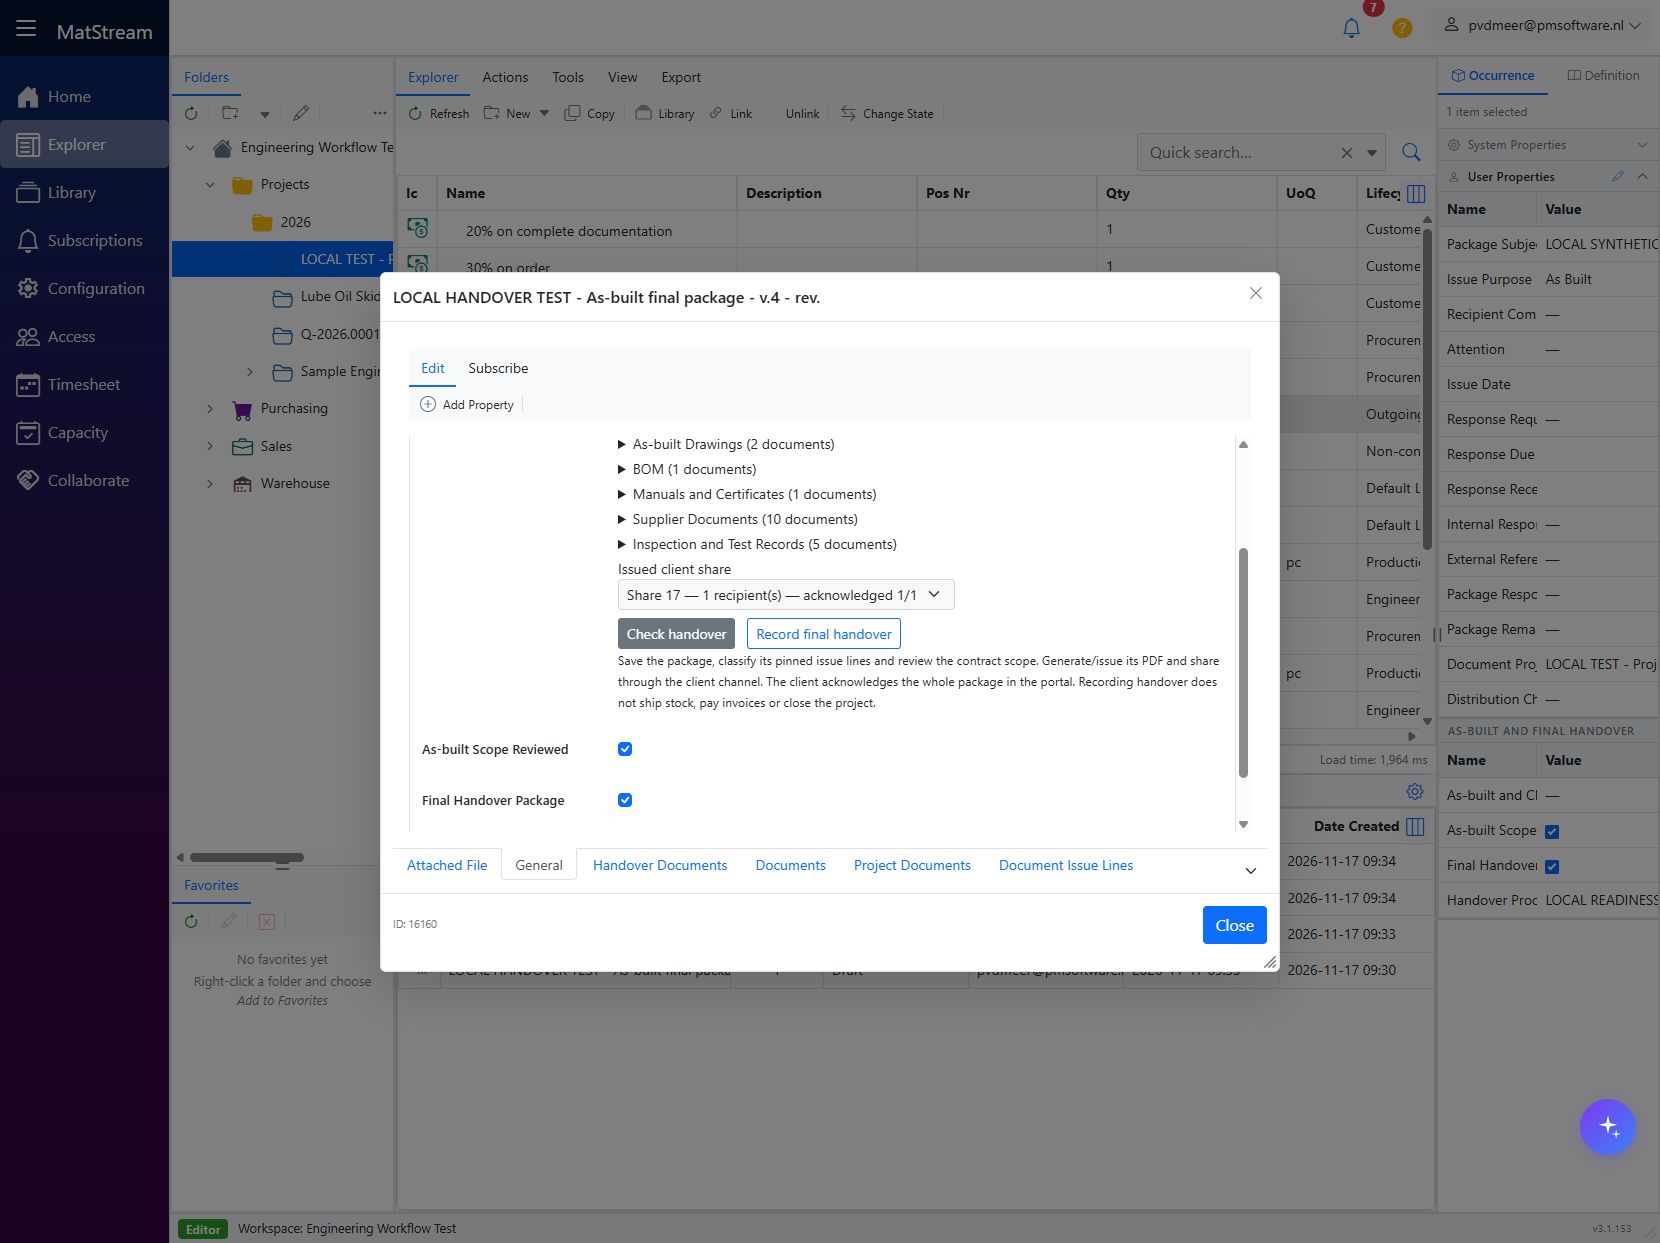 MatStream
7
?
pvdmeer@pmsoftware.nl
Home
Explorer
Library
Subscriptions
Configuration
Access
Timesheet
Capacity
Collaborate
Folders
Engineering Workflow Te
Projects
2026
LOCAL TEST - P
Lube Oil Skid
Q-2026.0001
Sample Engi
Purchasing
Sales
Warehouse
Favorites
No favorites yet
Right-click a folder and choose
Add to Favorites
Explorer Actions Tools View Export
Refresh New Copy Library Link Unlink Change State
Quick search...
Ic Name Description Pos Nr Qty UoQ Lifecy
20% on complete documentation 1 Custome
30% on order 1 Custome
Custome
Procurem
Procurem
Outgoing
Non-con
Default L
Default L
pc Productio
Engineer
Procurem
pc Productio
Engineer
Load time: 1,964 ms
Date Created
2026-11-17 09:34
2026-11-17 09:34
2026-11-17 09:33
2026-11-17 09:30
LOCAL HANDOVER TEST - As-built final package - v.4 - rev.
Edit Subscribe
Add Property
As-built Drawings (2 documents)
BOM (1 documents)
Manuals and Certificates (1 documents)
Supplier Documents (10 documents)
Inspection and Test Records (5 documents)
Issued client share
Share 17 — 1 recipient(s) — acknowledged 1/1
Check handover Record final handover
Save the package, classify its pinned issue lines and review the contract scope. Generate/issue its PDF and share
through the client channel. The client acknowledges the whole package in the portal. Recording handover does
not ship stock, pay invoices or close the project.
As-built Scope Reviewed
Final Handover Package
Attached File General Handover Documents Documents Project Documents Document Issue Lines
ID: 16160
Close
Occurrence Definition
1 item selected
System Properties
User Properties
Name Value
Package Subje LOCAL SYNTHETIC
Issue Purpose As Built
Recipient Com —
Attention —
Issue Date
Response Requ —
Response Due
Response Rece
Internal Respo —
External Refere —
Package Respo —
Package Rema —
Document Proj LOCAL TEST - Proj
Distribution Ch —
AS-BUILT AND FINAL HANDOVER
Name Value
As-built and Cl —
As-built Scope
Final Handover
Handover Proc LOCAL READINESS
Editor Workspace: Engineering Workflow Test
v3.1.153